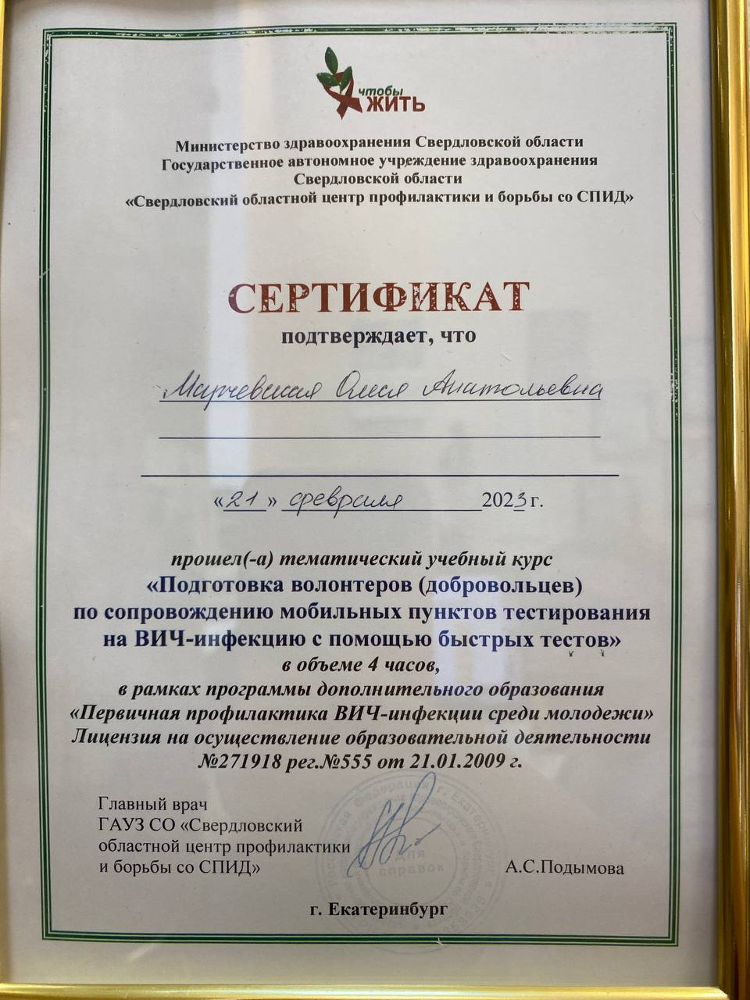 чтобы
ЖИТЬ
Министерство здравоохранения Свердловской области
Государственное автономное учреждение здравоохранения
Свердловской области
«Свердловский областной центр профилактики и борьбы со СПИД»
СЕРТИФИКАТ
подтверждает, что
Марчевская Олеся Анатольевна
«21» февраля 2023 г.
прошел(-а) тематический учебный курс
«Подготовка волонтеров (добровольцев)
по сопровождению мобильных пунктов тестирования
на ВИЧ-инфекцию с помощью быстрых тестов»
в объеме 4 часов,
в рамках программы дополнительного образования
«Первичная профилактика ВИЧ-инфекции среди молодежи»
Лицензия на осуществление образовательной деятельности
№271918 рег.№555 от 21.01.2009 г.
Главный врач
ГАУЗ СО «Свердловский
областной центр профилактики
и борьбы со СПИД»
А.С.Подымова
Для
справок
г. Екатеринбург